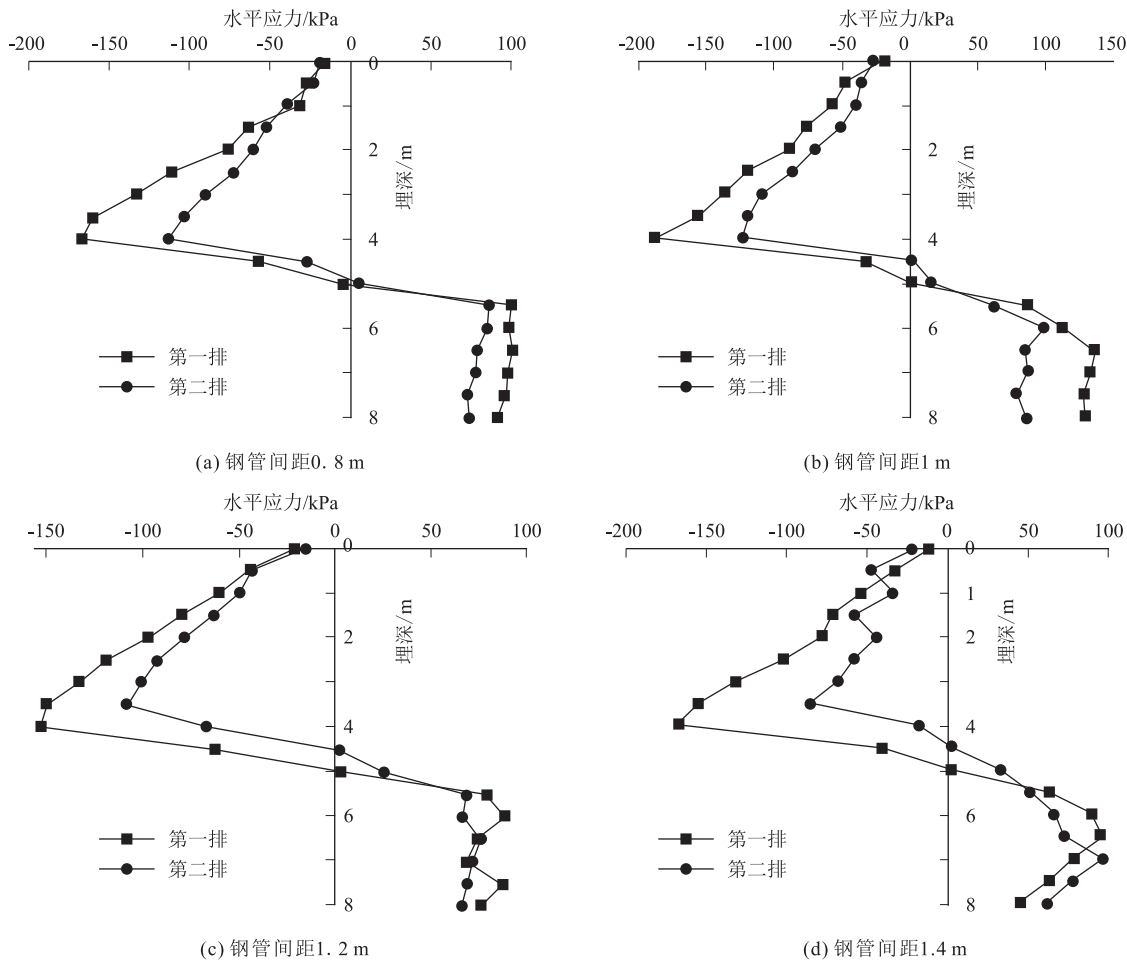 水平应力/kPa
-200 -150 -100 -50 0 50 100
0
2
4
6
8
埋深/m
第一排
第二排
(a) 钢管间距0. 8 m
水平应力/kPa
-200 -150 -100 -50 0 50 100 150
0
2
4
6
8
埋深/m
第一排
第二排
(b) 钢管间距1 m
水平应力/kPa
-150 -100 -50 0 50 100
0
2
4
6
8
埋深/m
第一排
第二排
(c) 钢管间距1. 2 m
水平应力/kPa
-200 -150 -100 -50 0 50 100
0
2
4
6
8
埋深/m
第一排
第二排
(d) 钢管间距1.4 m